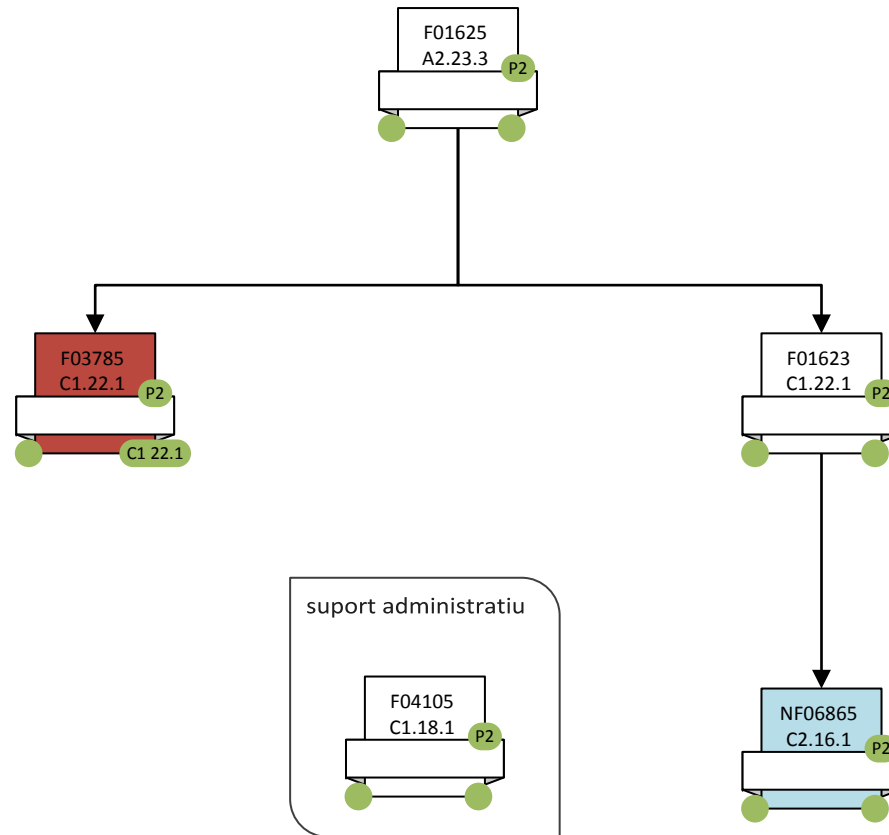 F01625
A2.23.3
P2
F03785
C1.22.1
P2
C1 22.1
F01623
C1.22.1
P2
suport administratiu
F04105
C1.18.1
P2
NF06865
C2.16.1
P2